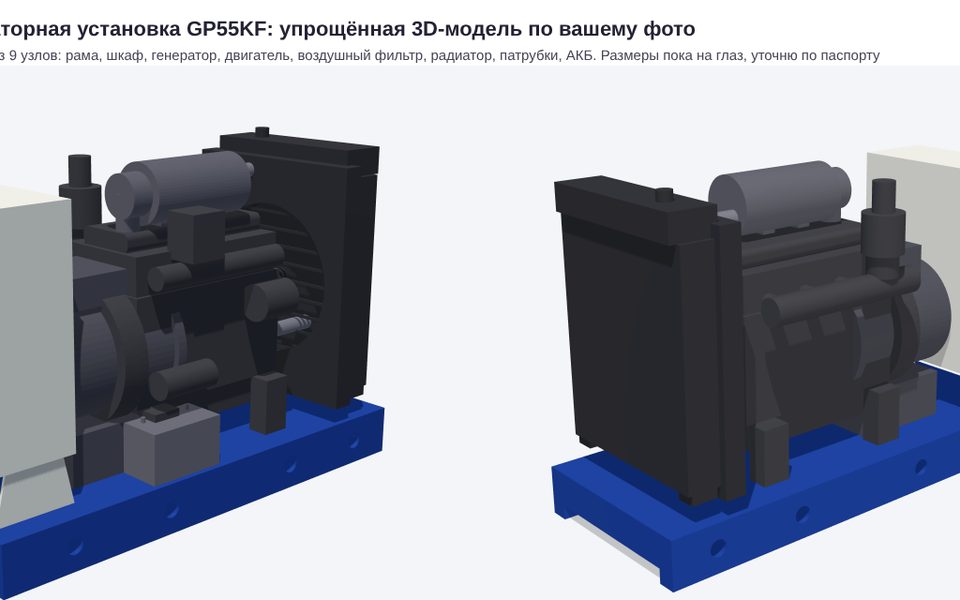 торная установка GP55KF: упрощённая 3D-модель по вашему фото
з 9 узлов: рама, шкаф, генератор, двигатель, воздушный фильтр, радиатор, патрубки, АКБ. Размеры пока на глаз, уточню по паспорту